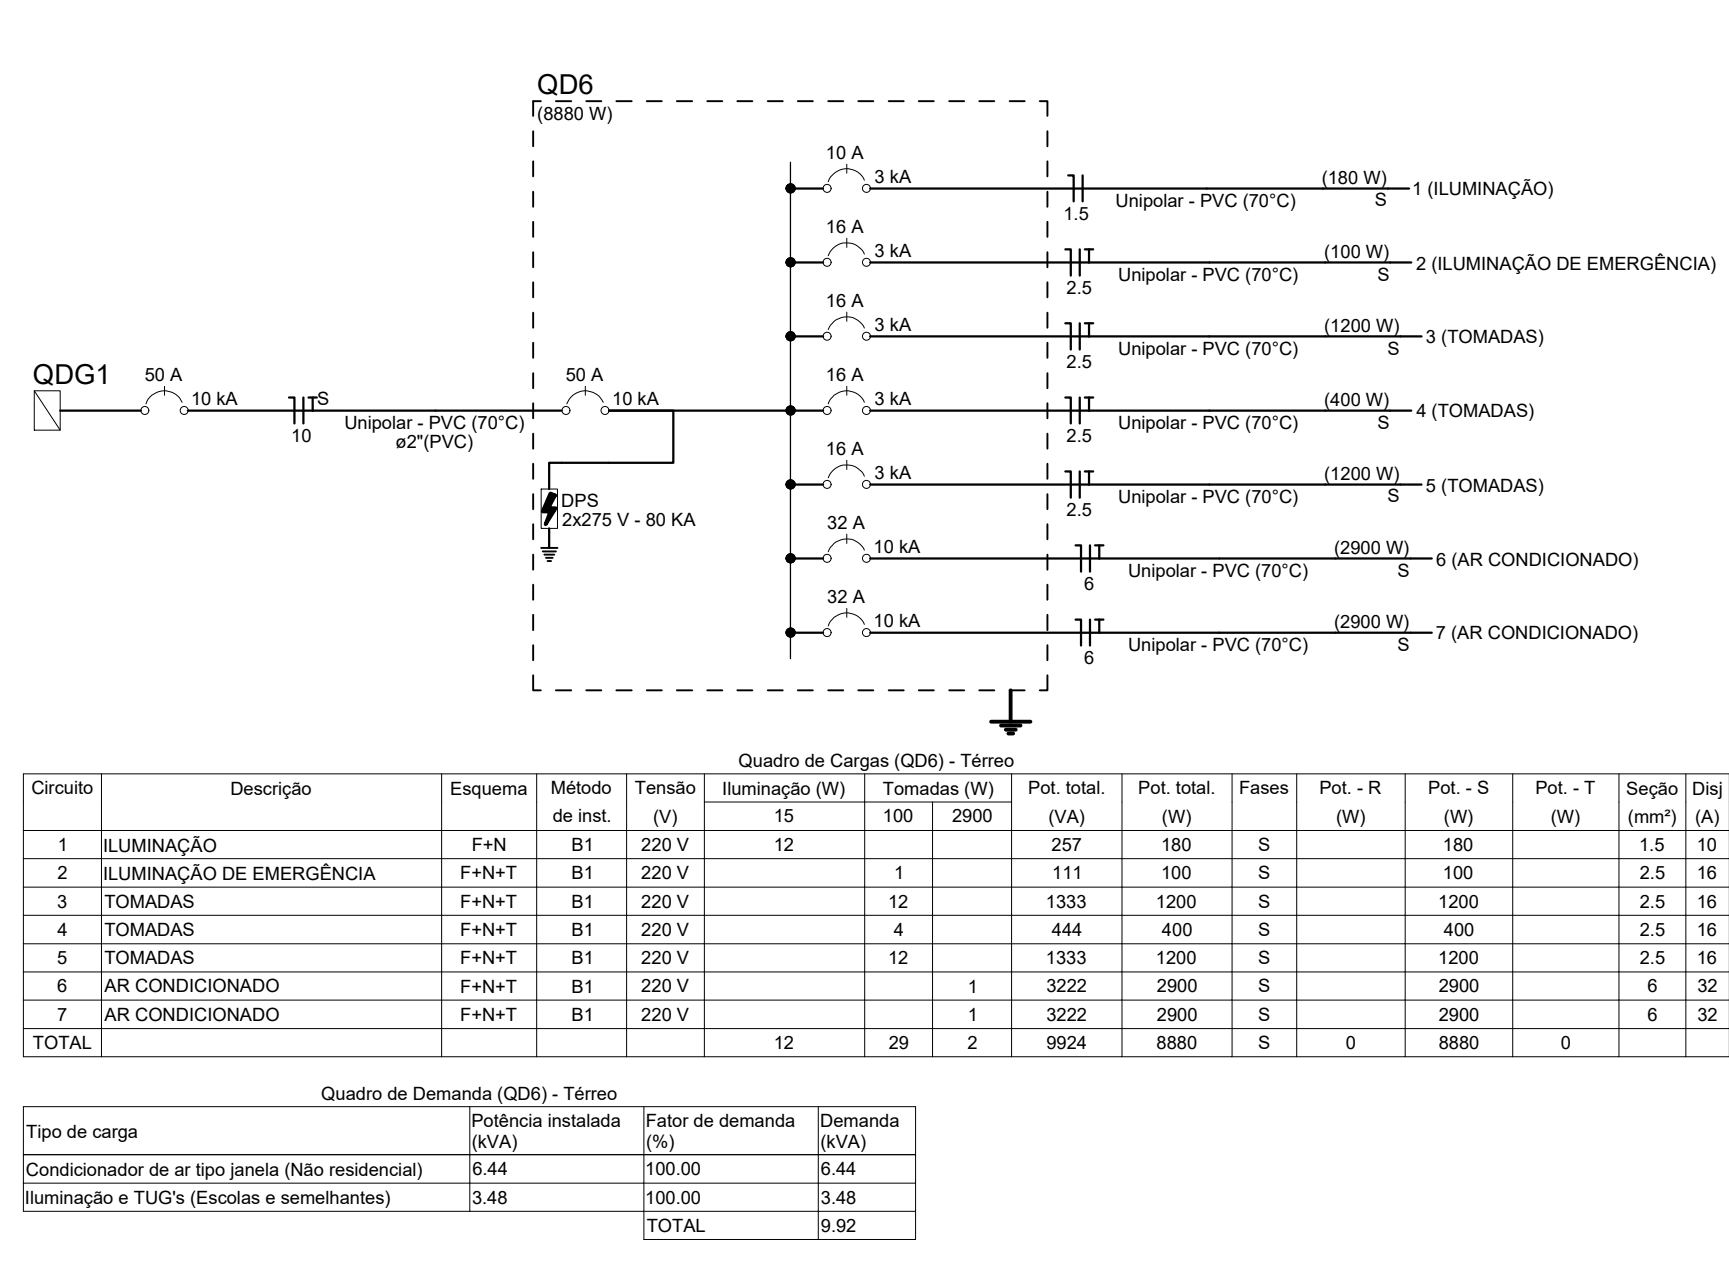 QD6
(8880 W)
10 A
3 kA
1.5
Unipolar - PVC (70°C)
(180 W)
S
1 (ILUMINAÇÃO)
16 A
3 kA
T
2.5
Unipolar - PVC (70°C)
(100 W)
S
2 (ILUMINAÇÃO DE EMERGÊNCIA)
16 A
3 kA
T
2.5
Unipolar - PVC (70°C)
(1200 W)
S
3 (TOMADAS)
QDG1
50 A
10 kA
T
S
10
Unipolar - PVC (70°C)
ø2"(PVC)
50 A
10 kA
DPS
2x275 V - 80 KA
16 A
3 kA
T
2.5
Unipolar - PVC (70°C)
(400 W)
S
4 (TOMADAS)
16 A
3 kA
T
2.5
Unipolar - PVC (70°C)
(1200 W)
S
5 (TOMADAS)
32 A
10 kA
T
6
Unipolar - PVC (70°C)
(2900 W)
S
6 (AR CONDICIONADO)
32 A
10 kA
T
6
Unipolar - PVC (70°C)
(2900 W)
S
7 (AR CONDICIONADO)
Quadro de Cargas (QD6) - Térreo
Circuito Descrição Esquema Método Tensão Iluminação (W) Tomadas (W) Pot. total. Pot. total. Fases Pot. - R Pot. - S Pot. - T Seção Disj
de inst. (V) 15 100 2900 (VA) (W) (W) (W) (W) (mm²) (A)
1 ILUMINAÇÃO F+N B1 220 V 12 257 180 S 180 1.5 10
2 ILUMINAÇÃO DE EMERGÊNCIA F+N+T B1 220 V 1 111 100 S 100 2.5 16
3 TOMADAS F+N+T B1 220 V 12 1333 1200 S 1200 2.5 16
4 TOMADAS F+N+T B1 220 V 4 444 400 S 400 2.5 16
5 TOMADAS F+N+T B1 220 V 12 1333 1200 S 1200 2.5 16
6 AR CONDICIONADO F+N+T B1 220 V 1 3222 2900 S 2900 6 32
7 AR CONDICIONADO F+N+T B1 220 V 1 3222 2900 S 2900 6 32
TOTAL 12 29 2 9924 8880 S 0 8880 0
Quadro de Demanda (QD6) - Térreo
Tipo de carga Potência instalada Fator de demanda Demanda
(kVA) (%) (kVA)
Condicionador de ar tipo janela (Não residencial) 6.44 100.00 6.44
Iluminação e TUG's (Escolas e semelhantes) 3.48 100.00 3.48
TOTAL 9.92